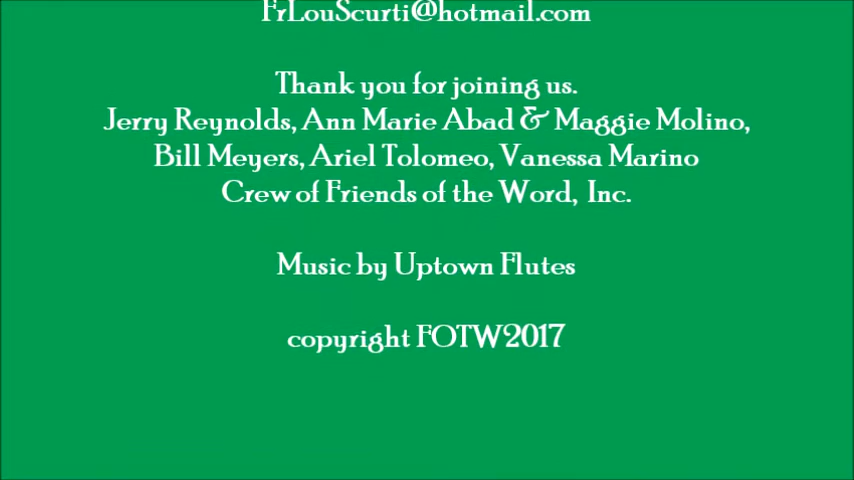 FrLouScurti@hotmail.com
Thank you for joining us.
Jerry Reynolds, Ann Marie Abad & Maggie Molino,
Bill Meyers, Ariel Tolomeo, Vanessa Marino
Crew of Friends of the Word, Inc.
Music by Uptown Flutes
copyright FOTW2017